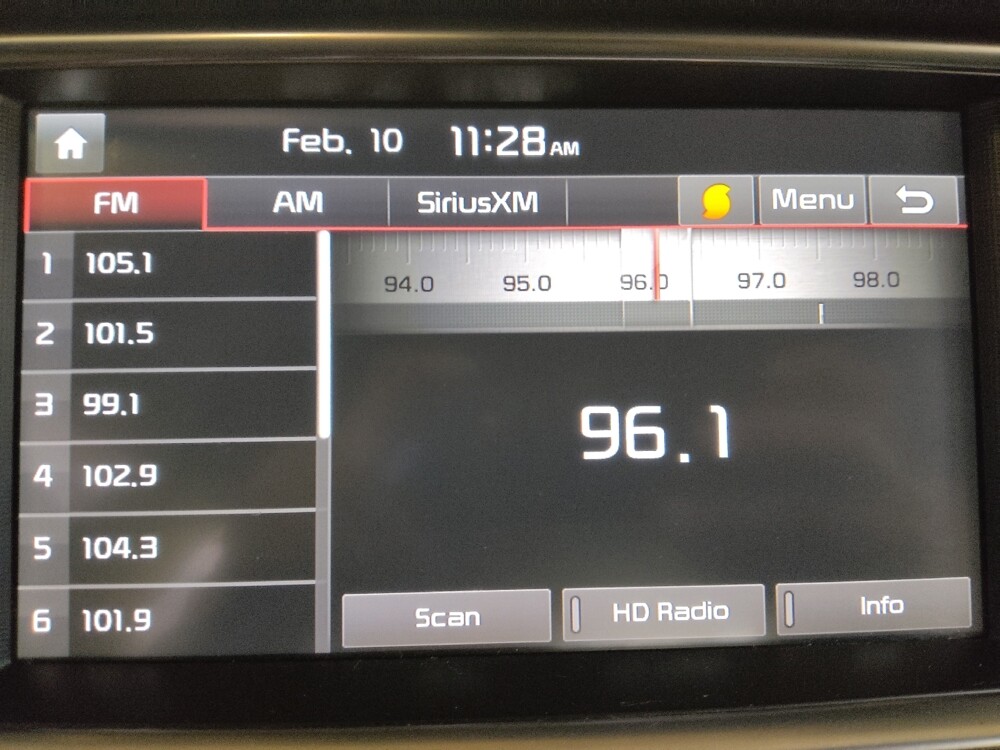 Feb. 10 11:28 AM
FM AM SiriusXM Menu
94.0 95.0 96.0 97.0 98.0
1 105.1
2 101.5
3 99.1
4 102.9
5 104.3
6 101.9
96.1
Scan HD Radio Info